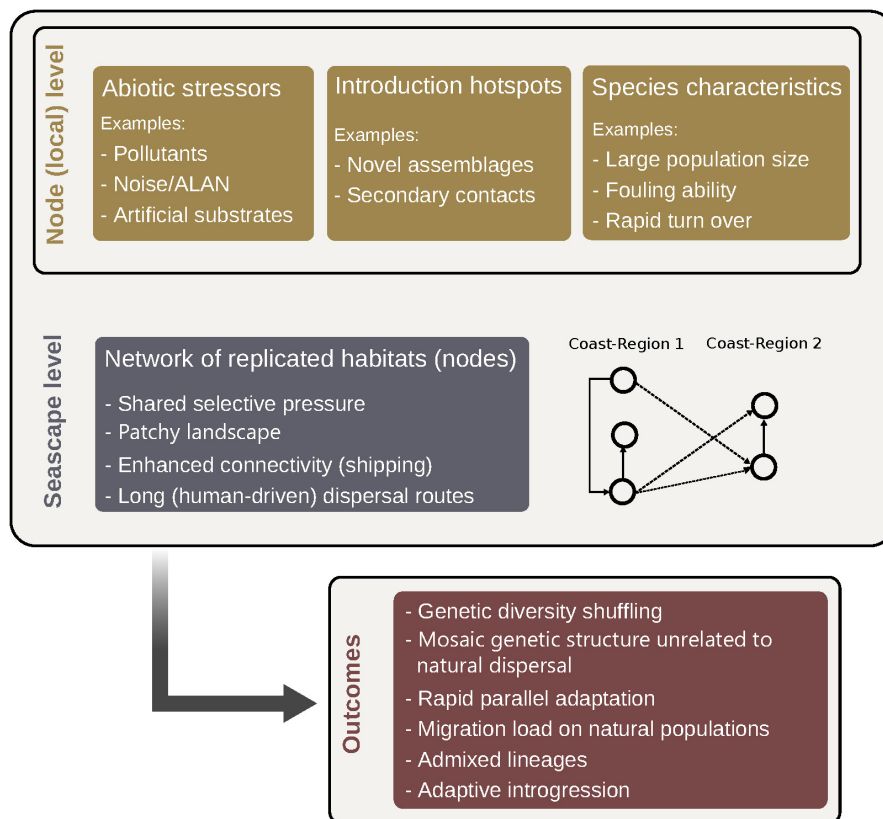 Node (local) level
Abiotic stressors
Examples:
- Pollutants
- Noise/ALAN
- Artificial substrates
Introduction hotspots
Examples:
- Novel assemblages
- Secondary contacts
Species characteristics
Examples:
- Large population size
- Fouling ability
- Rapid turn over
Seascape level
Network of replicated habitats (nodes)
- Shared selective pressure
- Patchy landscape
- Enhanced connectivity (shipping)
- Long (human-driven) dispersal routes
Coast-Region 1
Coast-Region 2
Outcomes
- Genetic diversity shuffling
- Mosaic genetic structure unrelated to
natural dispersal
- Rapid parallel adaptation
- Migration load on natural populations
- Admixed lineages
- Adaptive introgression